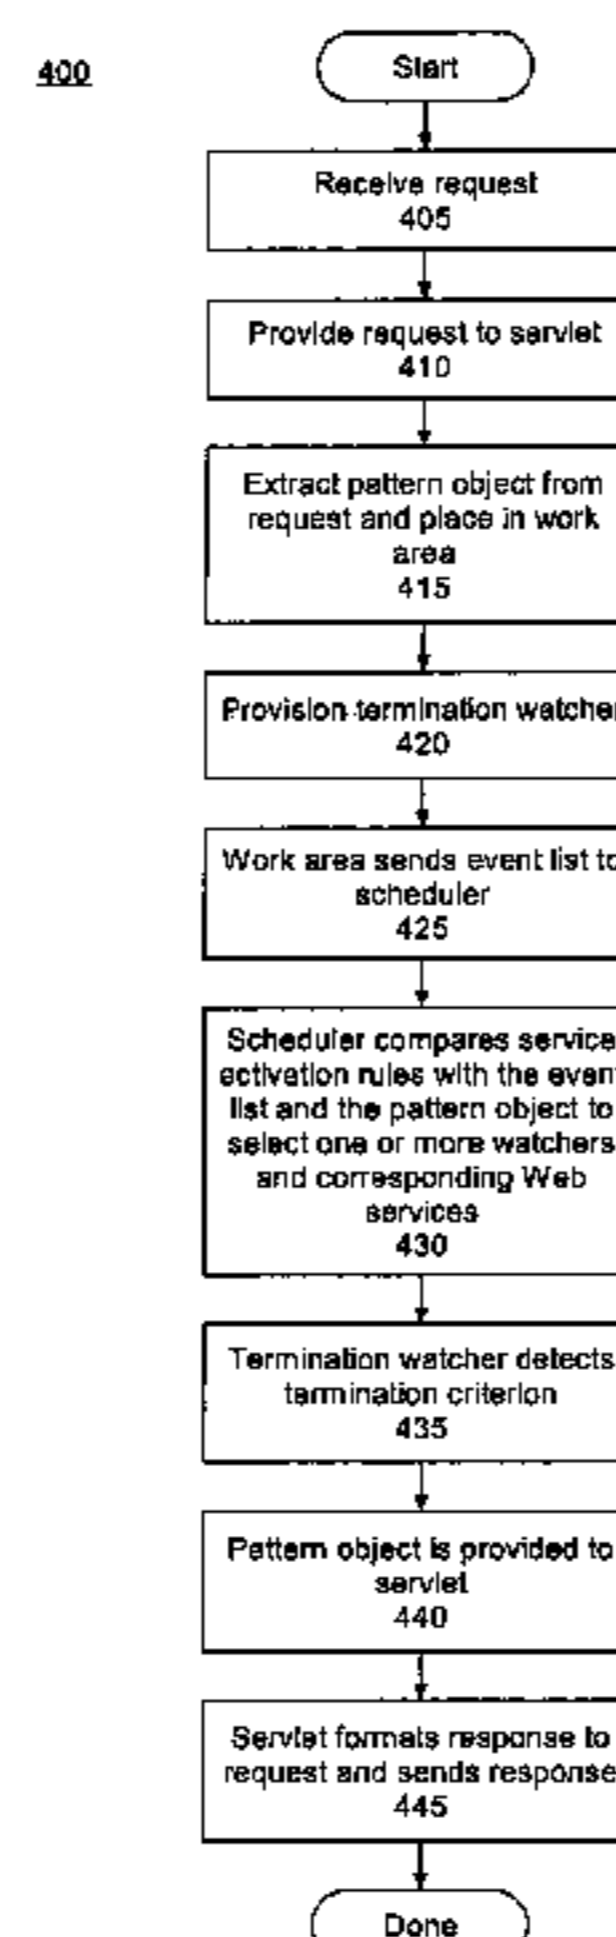 400
Start
Receive request
405
Provide request to servlet
410
Extract pattern object from
request and place in work
area
415
Provision termination watcher
420
Work area sends event list to
scheduler
425
Scheduler compares service
activation rules with the event
list and the pattern object to
select one or more watchers
and corresponding Web
services
430
Termination watcher detects
termination criterion
435
Pattern object is provided to
servlet
440
Servlet formats response to
request and sends response
445
Done